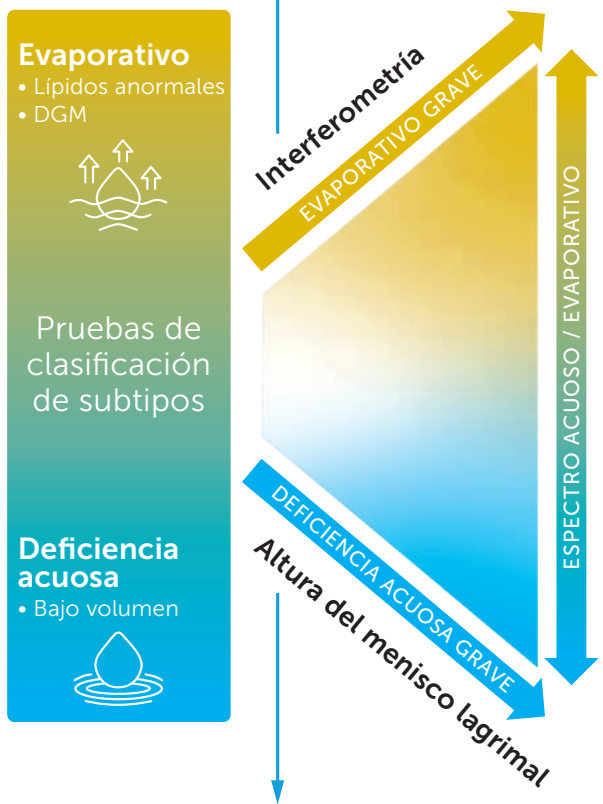 Evaporativo
• Lípidos anormales
• DGM
Pruebas de
clasificación
de subtipos
Deficiencia
acuosa
• Bajo volumen
Interferometría
EVAPORATIVO GRAVE
DEFICIENCIA ACUOSA GRAVE
Altura del menisco lagrimal
ESPECTRO ACUOSO / EVAPORATIVO